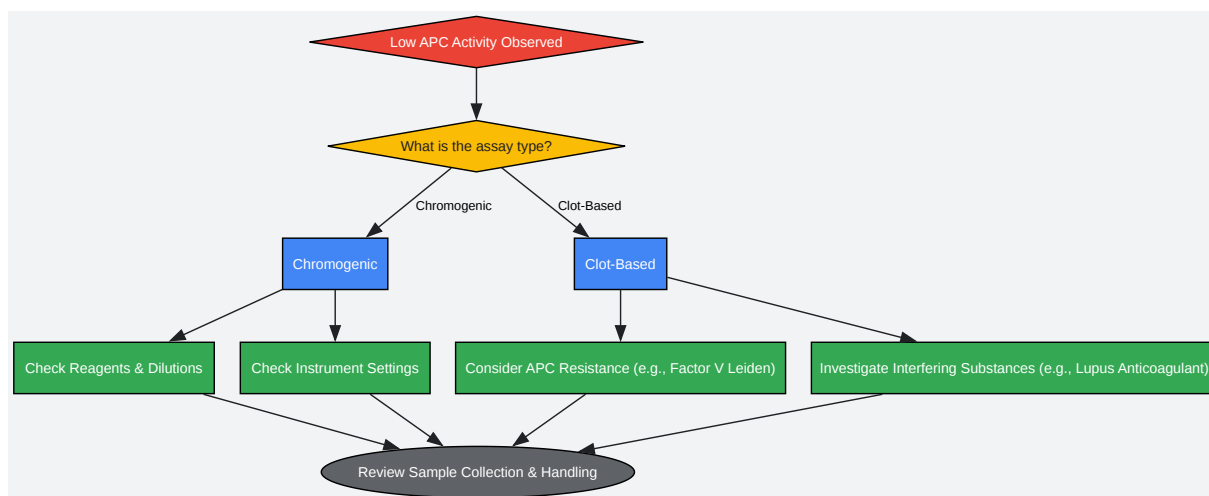 Low APC Activity Observed
What is the assay type?
Chromogenic
Clot-Based
Chromogenic
Clot-Based
Check Reagents & Dilutions
Check Instrument Settings
Consider APC Resistance (e.g., Factor V Leiden)
Investigate Interfering Substances (e.g., Lupus Anticoagulant)
Review Sample Collection & Handling